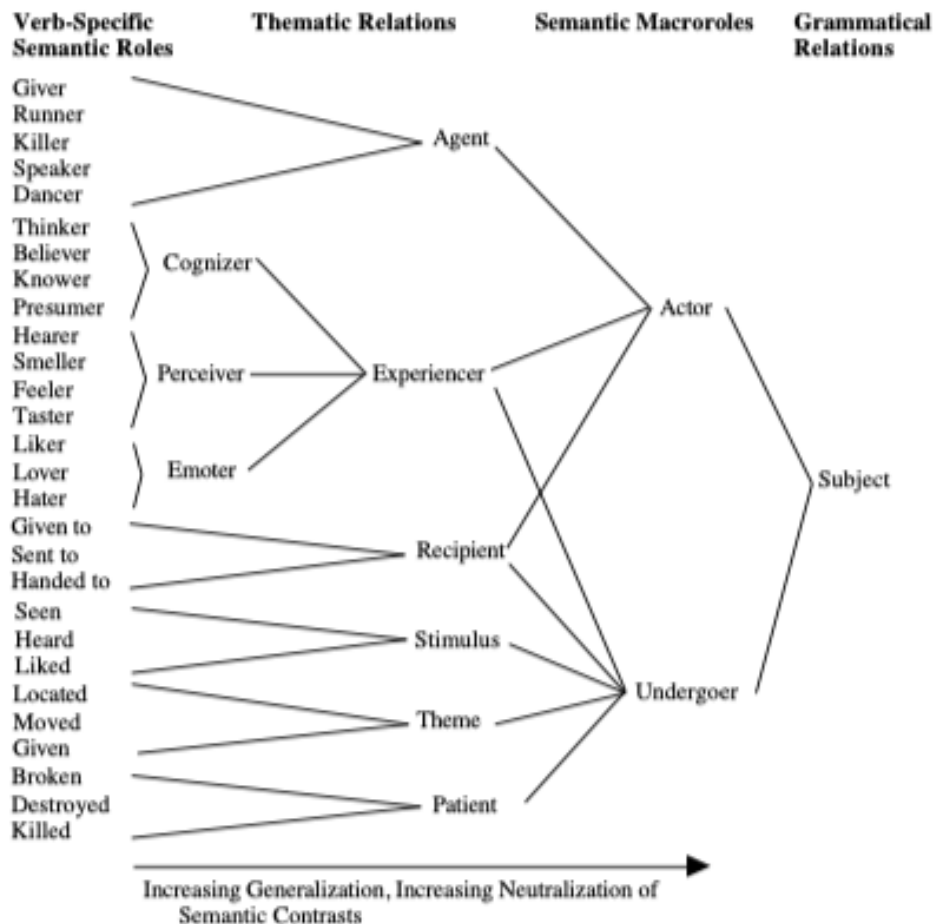 Verb-Specific
Semantic Roles
Thematic Relations
Semantic Macroroles
Grammatical
Relations
Giver
Runner
Killer
Speaker
Dancer
Thinker
Believer
Knower
Presumer
Hearer
Smeller
Feeler
Taster
Liker
Lover
Hater
Given to
Sent to
Handed to
Seen
Heard
Liked
Located
Moved
Given
Broken
Destroyed
Killed
Cognizer
Perceiver
Emoter
Agent
Experiencer
Recipient
Stimulus
Theme
Patient
Actor
Undergoer
Subject
Increasing Generalization, Increasing Neutralization of
Semantic Contrasts